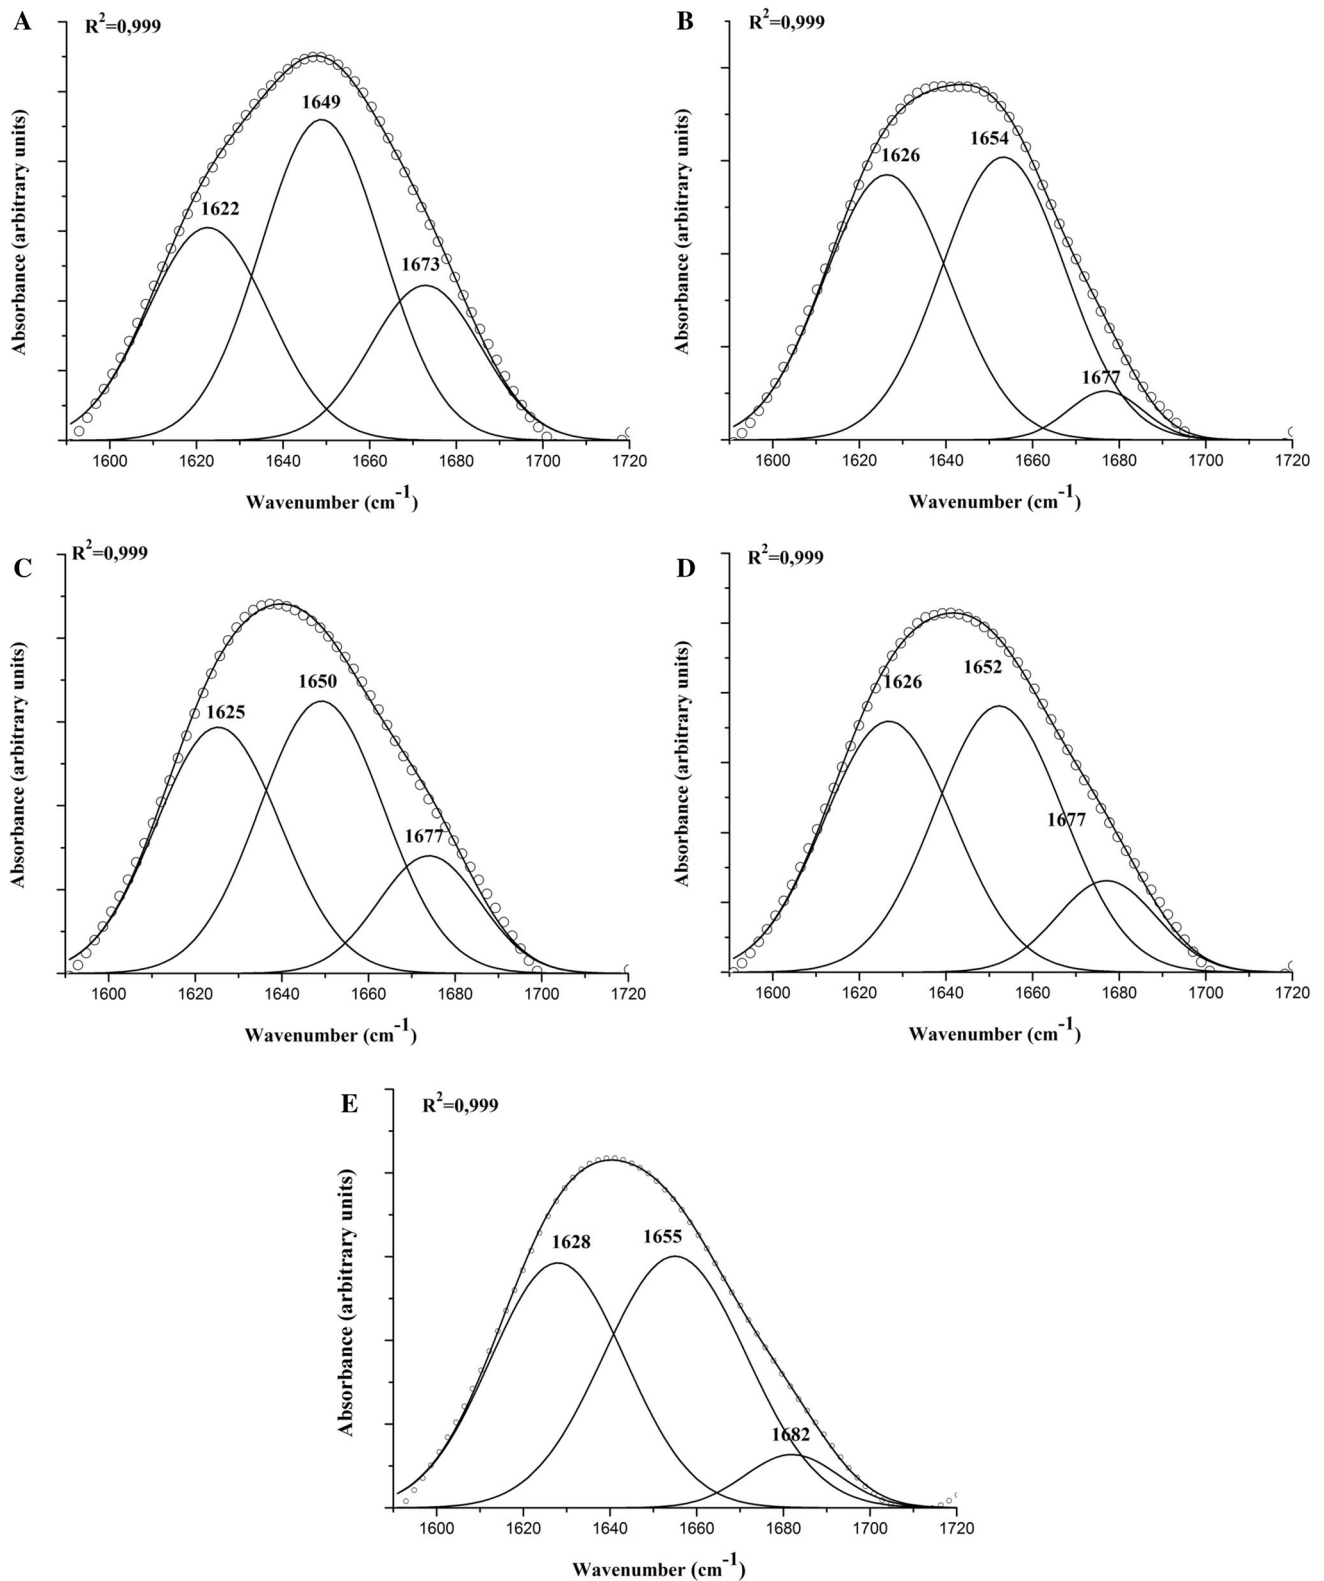 A
R²=0,999
Absorbance (arbitrary units)
1622
1649
1673
1600 1620 1640 1660 1680 1700 1720
Wavenumber (cm⁻¹)
B
R²=0,999
Absorbance (arbitrary units)
1626
1654
1677
1600 1620 1640 1660 1680 1700 1720
Wavenumber (cm⁻¹)
C
R²=0,999
Absorbance (arbitrary units)
1625
1650
1677
1600 1620 1640 1660 1680 1700 1720
Wavenumber (cm⁻¹)
D
R²=0,999
Absorbance (arbitrary units)
1626
1652
1677
1600 1620 1640 1660 1680 1700 1720
Wavenumber (cm⁻¹)
E
R²=0,999
Absorbance (arbitrary units)
1628
1655
1682
1600 1620 1640 1660 1680 1700 1720
Wavenumber (cm⁻¹)